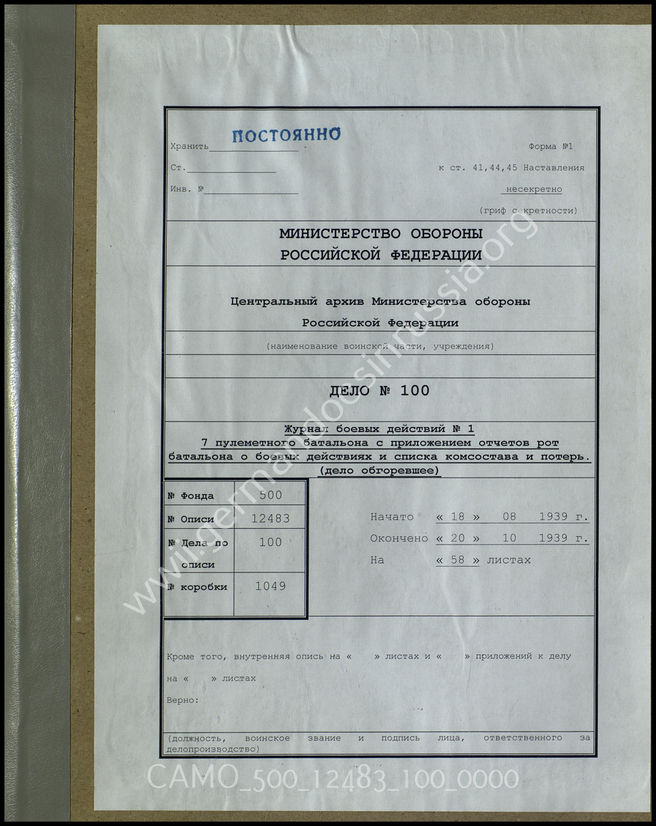 Хранить ПОСТОЯННО
Форма №1
Ст.
к ст. 41,44,45 Наставления
Инв. №
несекретно
(гриф секретности)
МИНИСТЕРСТВО ОБОРОНЫ
РОССИЙСКОЙ ФЕДЕРАЦИИ
Центральный архив Министерства обороны
Российской Федерации
(наименование воинской части, учреждения)
ДЕЛО № 100
Журнал боевых действий № 1
7 пулеметного батальона с приложением отчетов рот
батальона о боевых действиях и списка комсостава и потерь.
(дело обгоревшее)
№ Фонда 500
№ Описи 12483
№ Дела по описи 100
№ коробки 1049
Начато « 18 » 08 1939 г.
Окончено « 20 » 10 1939 г.
На « 58 » листах
Кроме того, внутренняя опись на « » листах и « » приложений к делу
на « » листах
Верно:
(должность, воинское звание и подпись лица, ответственного за
делопроизводство)
www.germandocsinrussia.org
CAMO_500_12483_100_0000